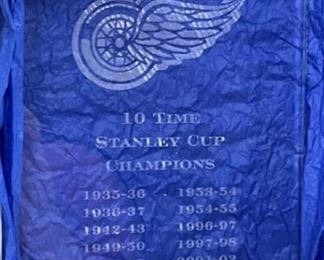 10 TIME
STANLEY CUP
CHAMPIONS
1935-36 1953-54
1936-37 1954-55
1942-43 1996-97
1949-50 1997-98